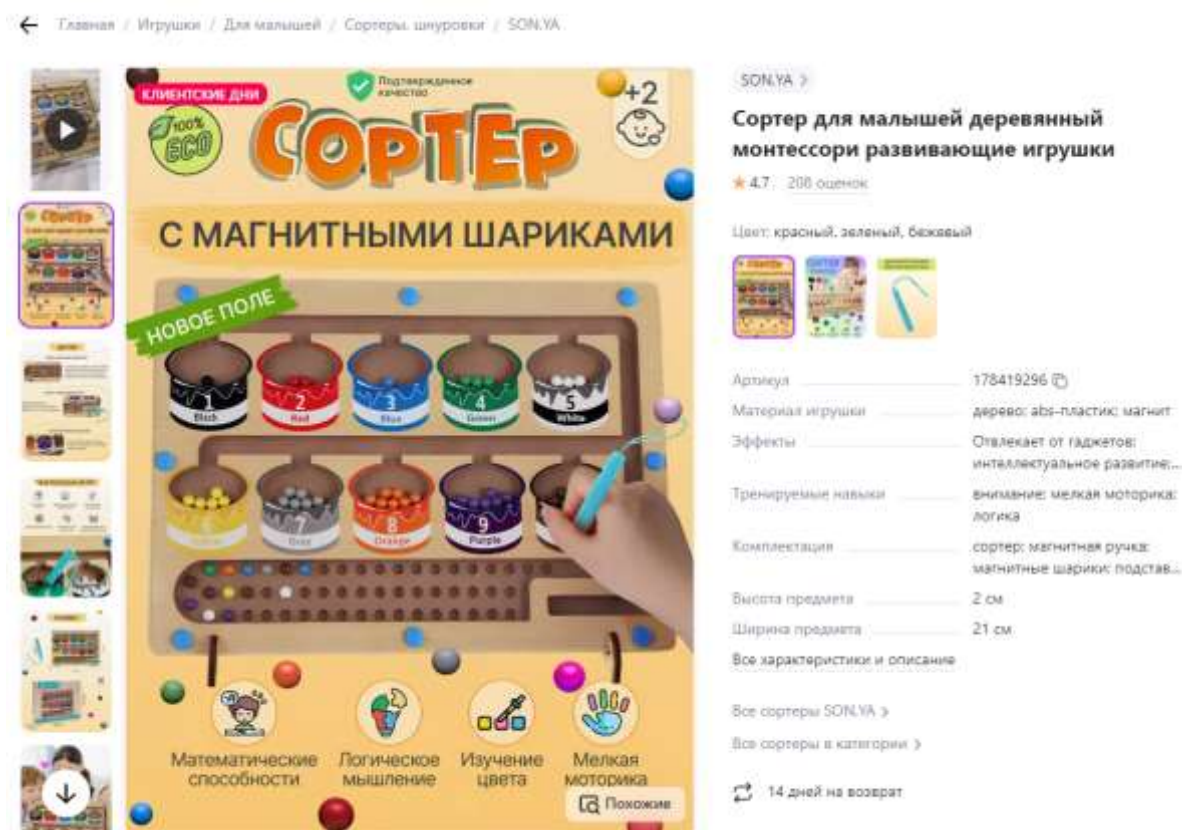 Главная / Игрушки / Для малышей / Сортеры, шнуровки / SON.YA
КЛИЕНТСКИЕ ДНИ
Подтвержденное
качество
+2
100%
ECO
СОРТЕР
С МАГНИТНЫМИ ШАРИКАМИ
НОВОЕ ПОЛЕ
1 2 3 4 5
Black Red Blue Green White
7 8 9
Gray Orange Purple
Математические
способности
Логическое
мышление
Изучение
цвета
Мелкая
моторика
Похожие
SON.YA >
Сортер для малышей деревянный
монтессори развивающие игрушки
4.7 208 оценок
Цвет: красный, зеленый, бежевый
Артикул 178419296
Материал игрушки дерево; abs-пластик; магнит
Эффекты Отвлекает от гаджетов;
интеллектуальное развитие;...
Тренируемые навыки внимание; мелкая моторика;
логика
Комплектация сортер; магнитная ручка;
магнитные шарики; подстав...
Высота предмета 2 см
Ширина предмета 21 см
Все характеристики и описание
Все сортеры SON.YA >
Все сортеры в категории >
14 дней на возврат